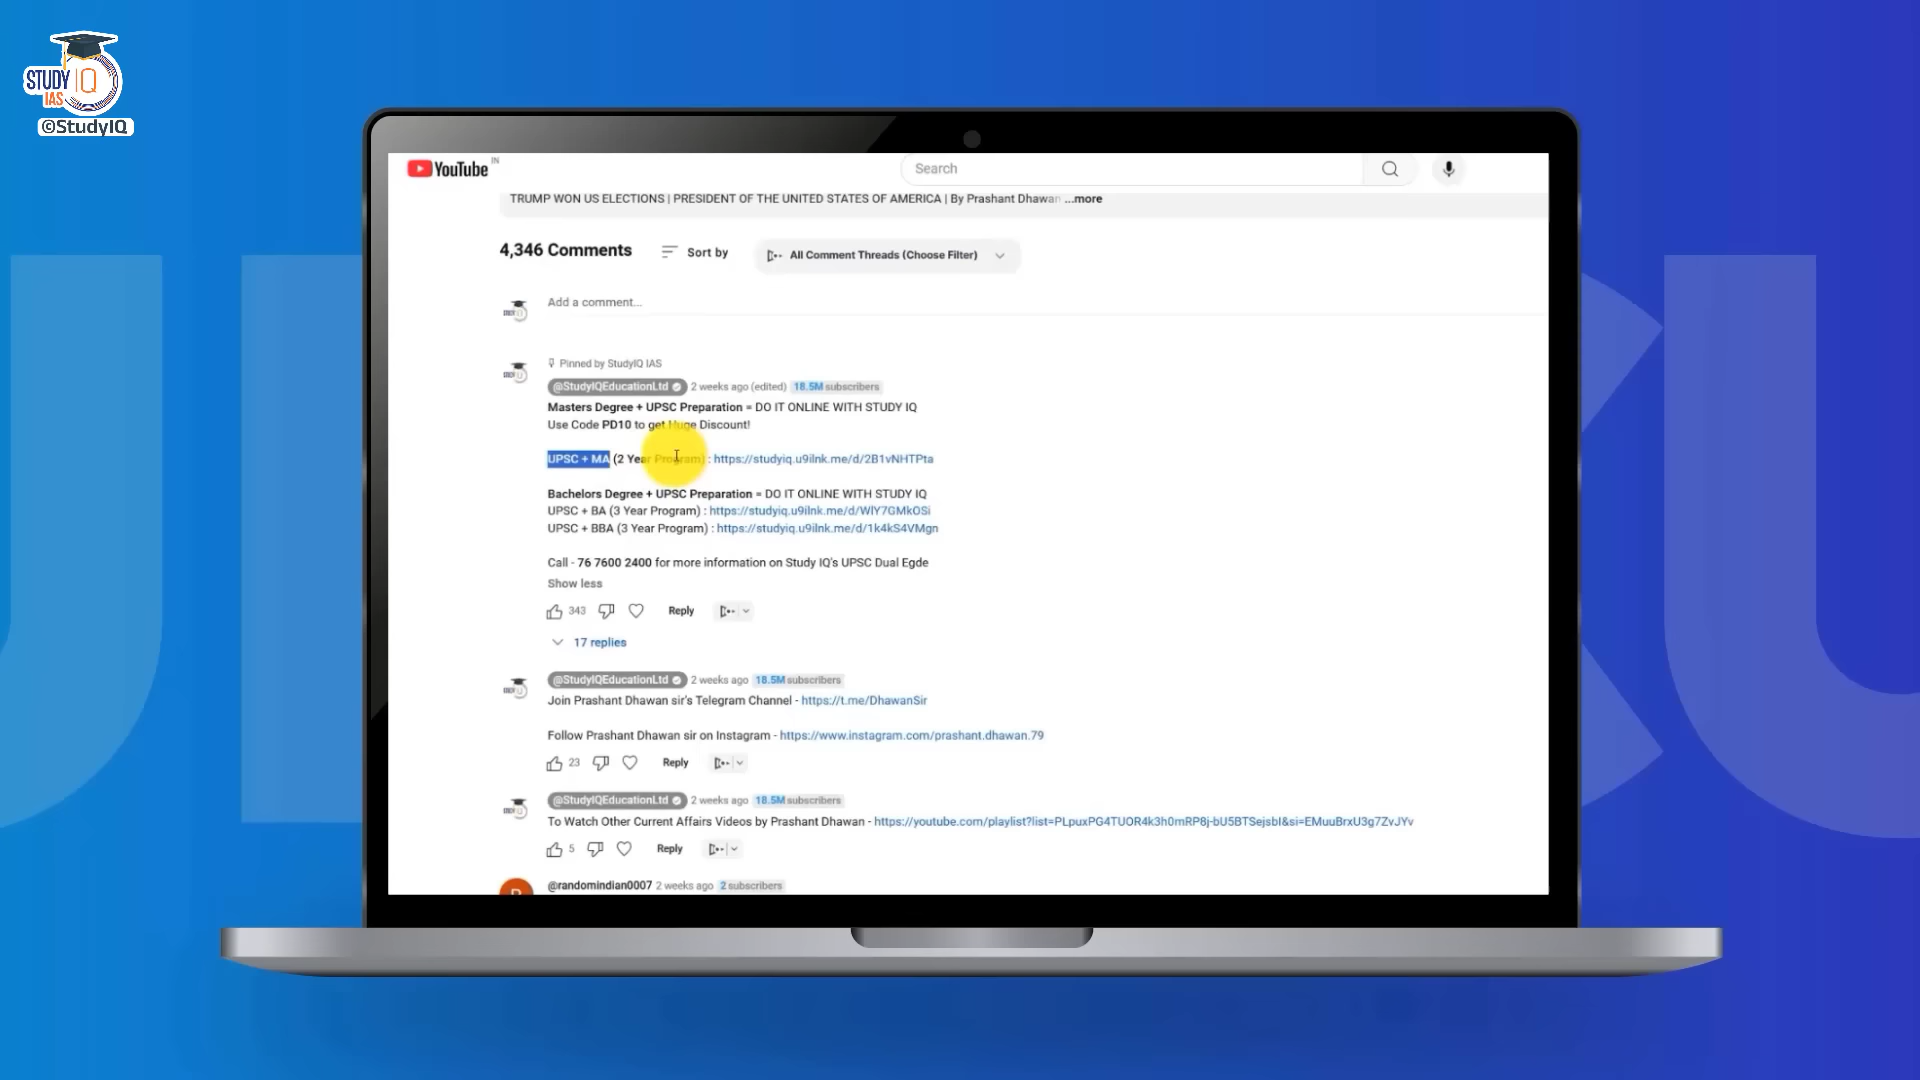 STUDY IQ
IAS
©StudyIQ
YouTube IN
Search
TRUMP WON US ELECTIONS | PRESIDENT OF THE UNITED STATES OF AMERICA | By Prashant Dhawan ...more
4,346 Comments
Sort by
All Comment Threads (Choose Filter)
Add a comment...
Pinned by StudyIQ IAS
@StudyIQEducationLtd 2 weeks ago (edited) 18.5M subscribers
Masters Degree + UPSC Preparation = DO IT ONLINE WITH STUDY IQ
Use Code PD10 to get Huge Discount!
UPSC + MA (2 Year Program) : https://studyiq.u9ilnk.me/d/2B1vNHTPta
Bachelors Degree + UPSC Preparation = DO IT ONLINE WITH STUDY IQ
UPSC + BA (3 Year Program) : https://studyiq.u9ilnk.me/d/WlY7GMkOSi
UPSC + BBA (3 Year Program) : https://studyiq.u9ilnk.me/d/1k4kS4VMgn
Call - 76 7600 2400 for more information on Study IQ's UPSC Dual Egde
Show less
343 Reply
17 replies
@StudyIQEducationLtd 2 weeks ago 18.5M subscribers
Join Prashant Dhawan sir's Telegram Channel - https://t.me/DhawanSir
Follow Prashant Dhawan sir on Instagram - https://www.instagram.com/prashant.dhawan.79
23 Reply
@StudyIQEducationLtd 2 weeks ago 18.5M subscribers
To Watch Other Current Affairs Videos by Prashant Dhawan - https://youtube.com/playlist?list=PLpuxPG4TUOR4k3h0mRP8j-bU5BTSejsbI&si=EMuuBrxU3g7ZvJYv
5 Reply
@randomindian0007 2 weeks ago 2 subscribers